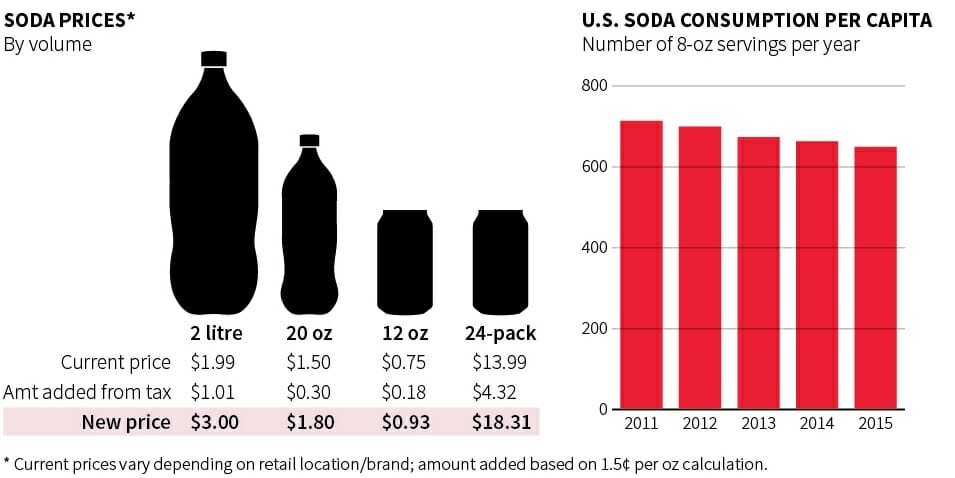 SODA PRICES*
By volume
2 litre 20 oz 12 oz 24-pack
Current price $1.99 $1.50 $0.75 $13.99
Amt added from tax $1.01 $0.30 $0.18 $4.32
New price $3.00 $1.80 $0.93 $18.31
U.S. SODA CONSUMPTION PER CAPITA
Number of 8-oz servings per year
800
600
400
200
0
2011 2012 2013 2014 2015
* Current prices vary depending on retail location/brand; amount added based on 1.5¢ per oz calculation.